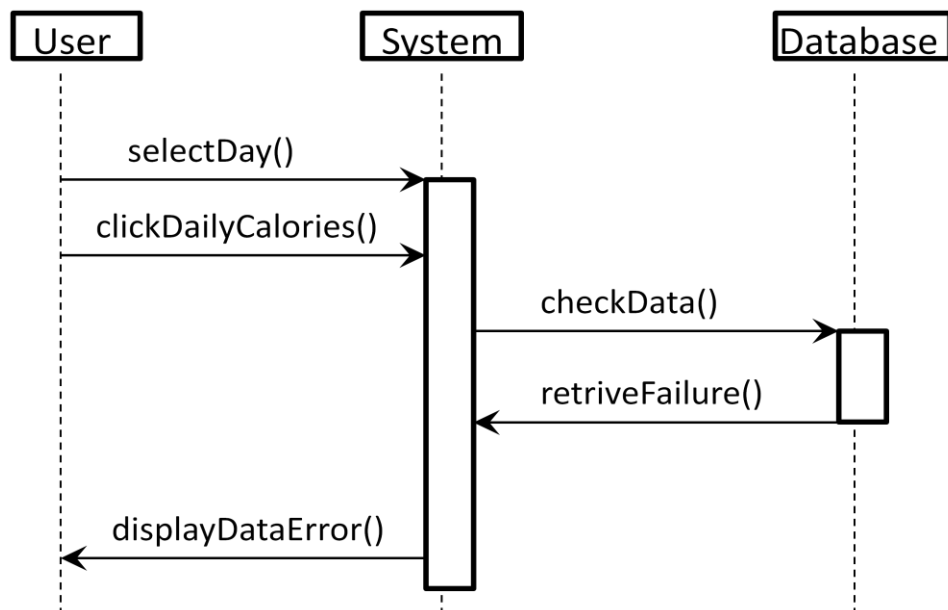 User
System
Database
selectDay()
clickDailyCalories()
checkData()
retriveFailure()
displayDataError()